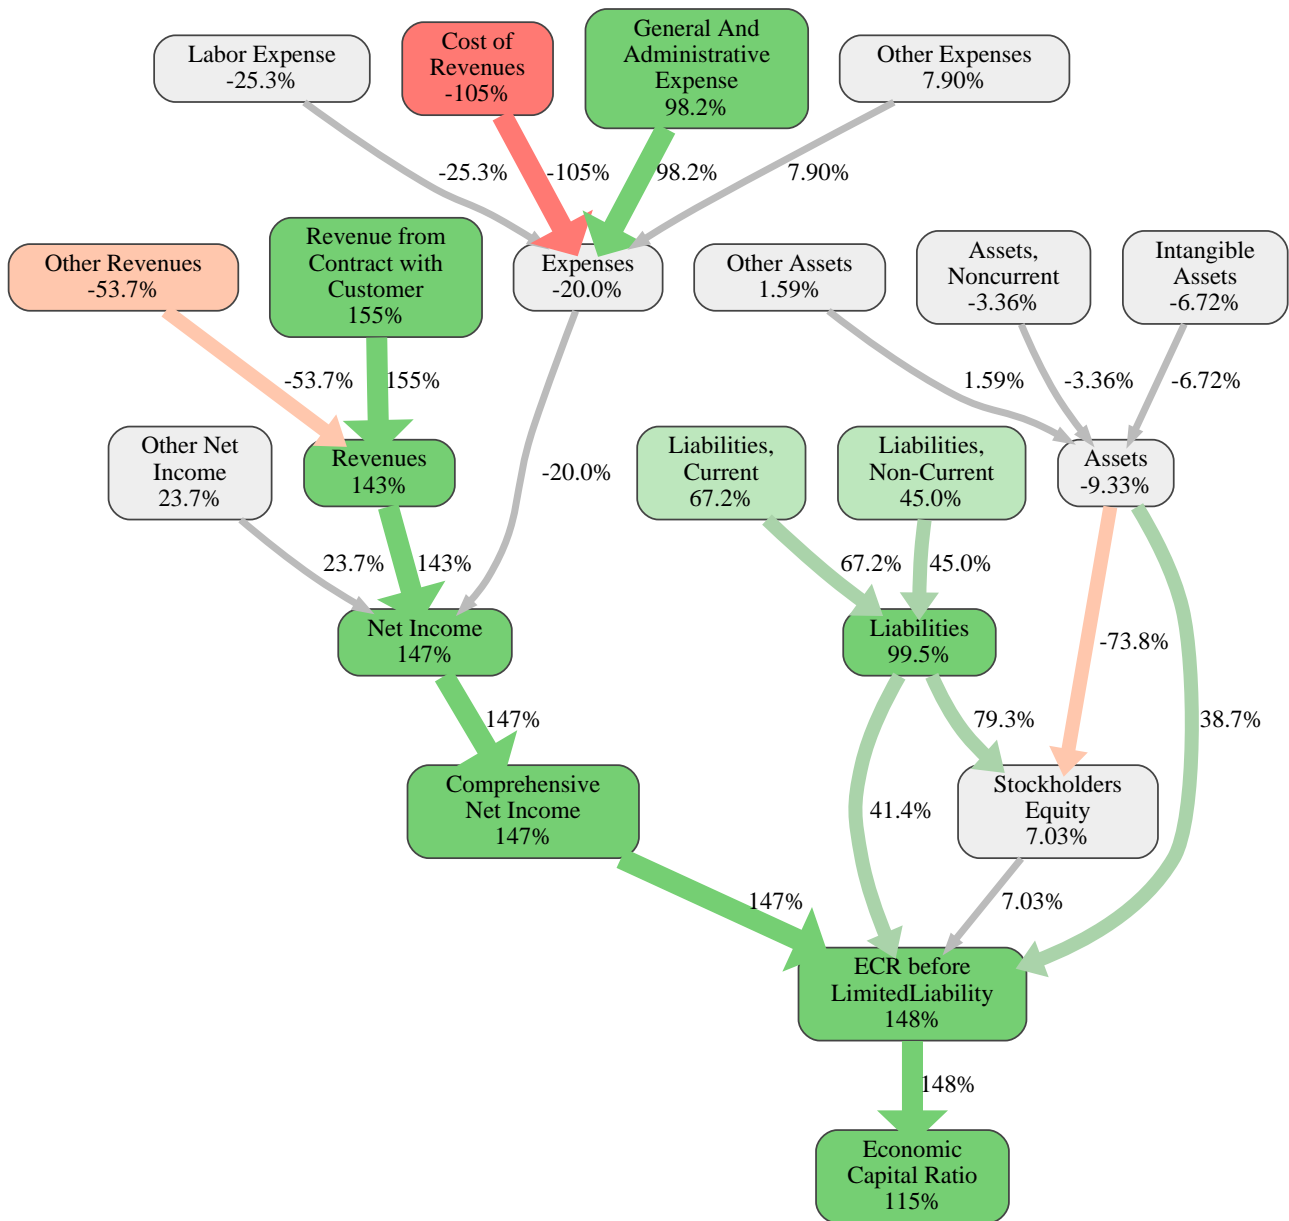 Labor Expense
-25.3%
Cost of
Revenues
-105%
General And
Administrative
Expense
98.2%
Other Expenses
7.90%
-25.3%
-105%
98.2%
7.90%
Other Revenues
-53.7%
Revenue from
Contract with
Customer
155%
Expenses
-20.0%
Other Assets
1.59%
Assets,
Noncurrent
-3.36%
Intangible
Assets
-6.72%
-53.7%
155%
1.59%
-3.36%
-6.72%
Other Net
Income
23.7%
Revenues
143%
-20.0%
Liabilities,
Current
67.2%
Liabilities,
Non-Current
45.0%
Assets
-9.33%
23.7%
143%
67.2%
45.0%
Net Income
147%
Liabilities
99.5%
-73.8%
147%
79.3%
38.7%
Comprehensive
Net Income
147%
41.4%
Stockholders
Equity
7.03%
147%
7.03%
ECR before
LimitedLiability
148%
148%
Economic
Capital Ratio
115%